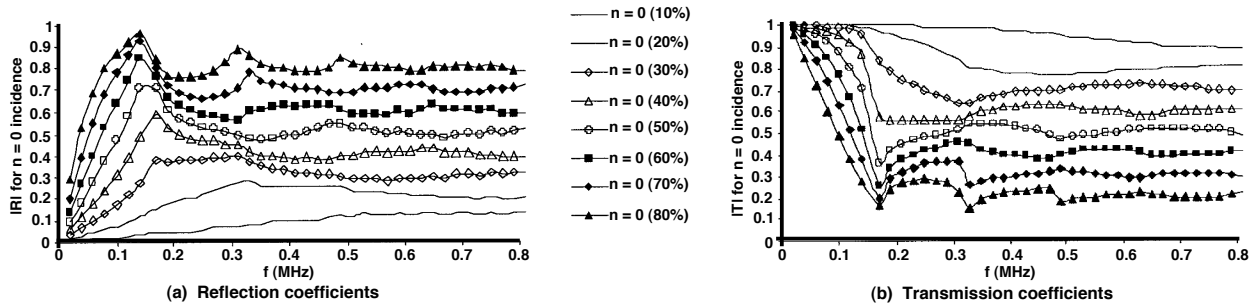 |R| for n = 0 incidence
1
0.9
0.8
0.7
0.6
0.5
0.4
0.3
0.2
0.1
0
0 0.1 0.2 0.3 0.4 0.5 0.6 0.7 0.8
f (MHz)
(a) Reflection coefficients
n = 0 (10%)
n = 0 (20%)
n = 0 (30%)
n = 0 (40%)
n = 0 (50%)
n = 0 (60%)
n = 0 (70%)
n = 0 (80%)
|T| for n = 0 incidence
1
0.9
0.8
0.7
0.6
0.5
0.4
0.3
0.2
0.1
0
0 0.1 0.2 0.3 0.4 0.5 0.6 0.7 0.8
f (MHz)
(b) Transmission coefficients